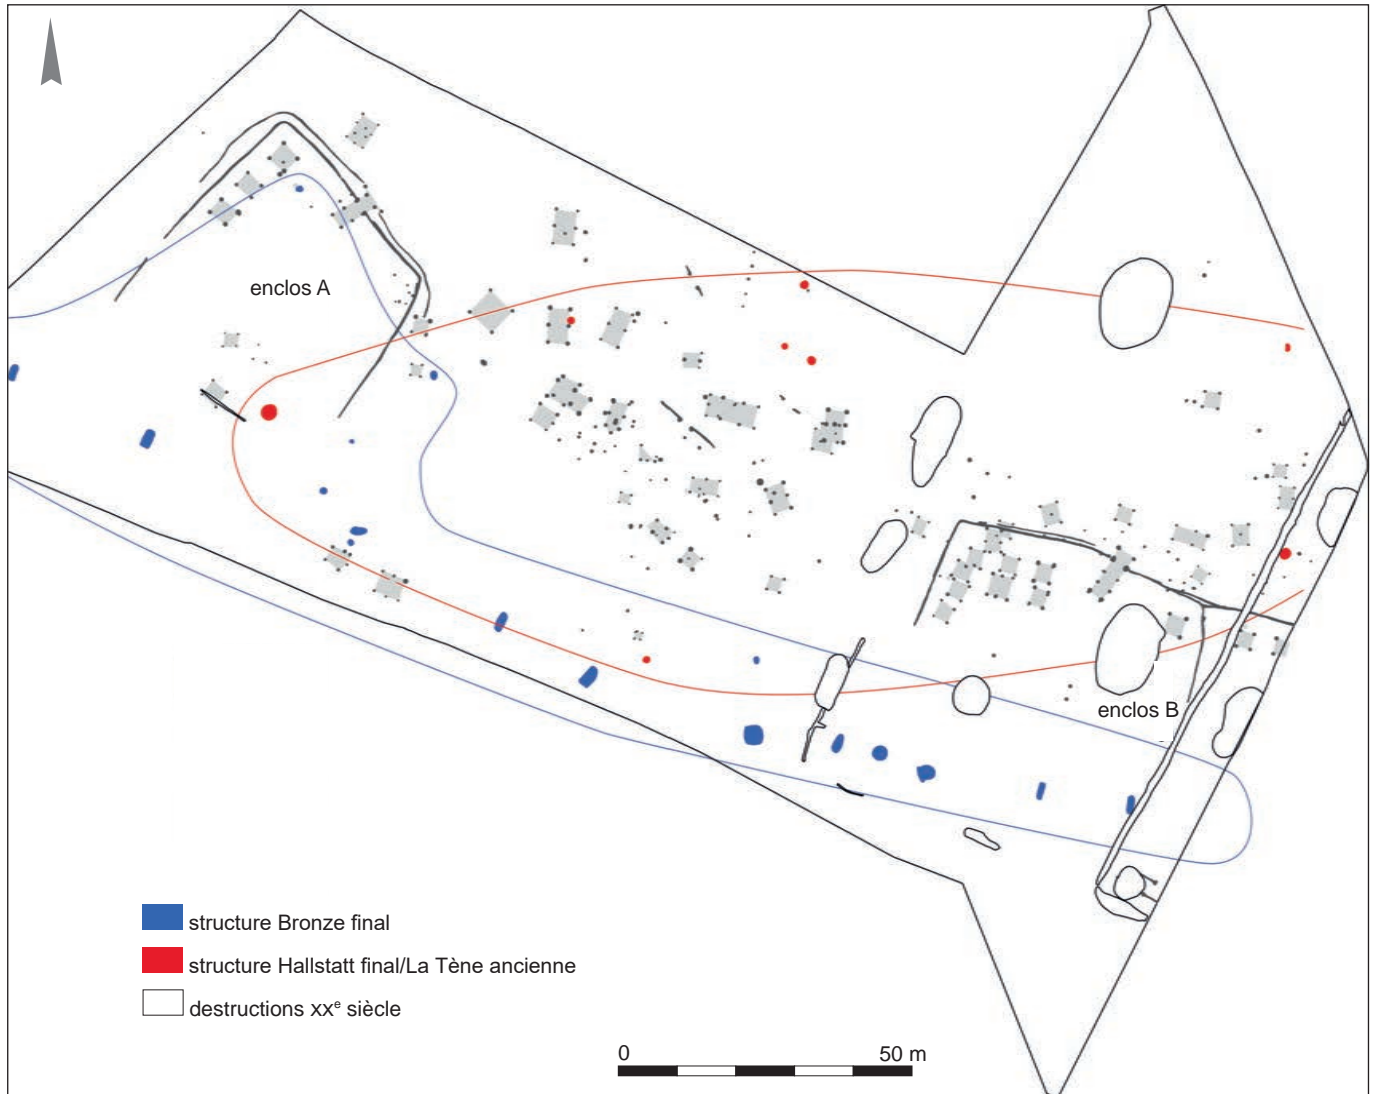 enclos A
enclos B
structure Bronze final
structure Hallstatt final/La Tène ancienne
destructions XXᵉ siècle
0 50 m